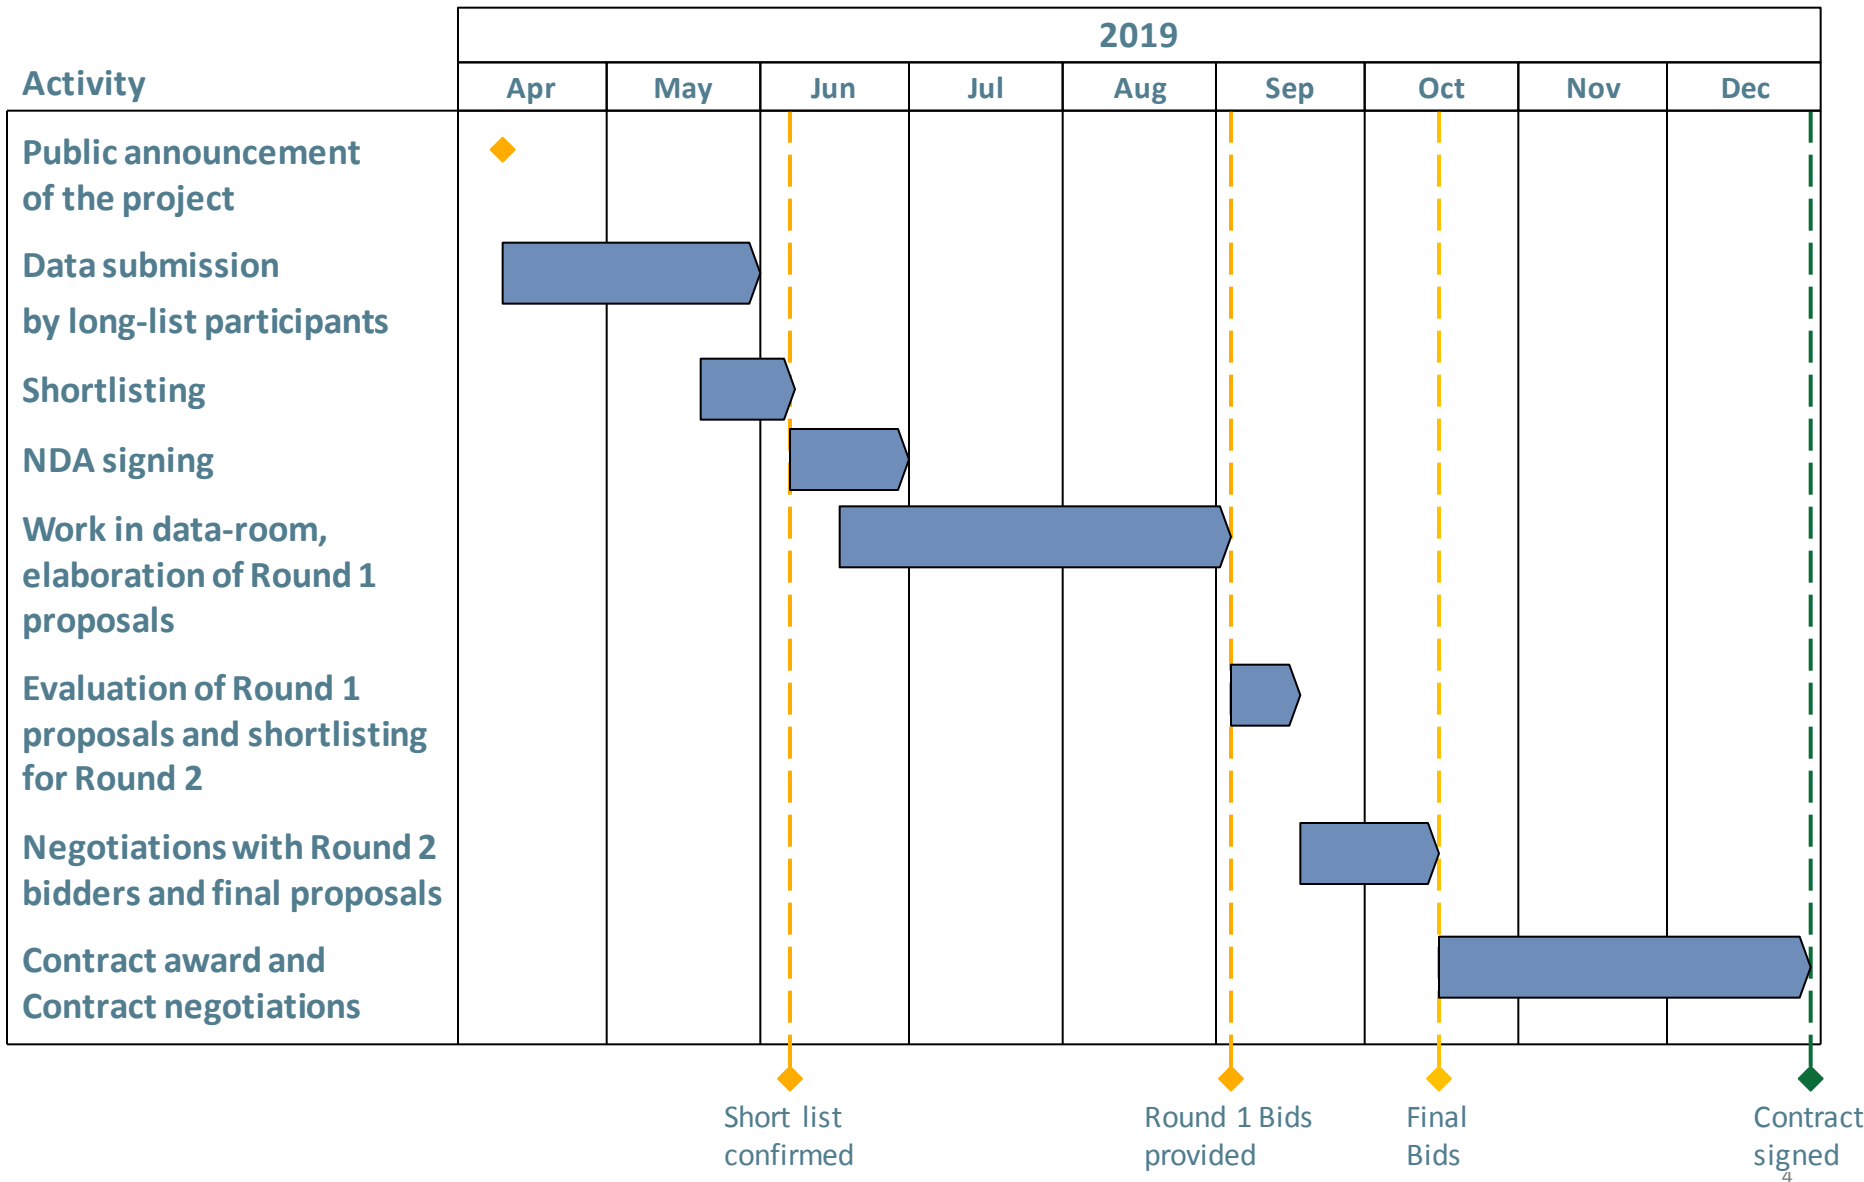 2019
Activity
Apr May Jun Jul Aug Sep Oct Nov Dec
Public announcement
of the project
Data submission
by long-list participants
Shortlisting
NDA signing
Work in data-room,
elaboration of Round 1
proposals
Evaluation of Round 1
proposals and shortlisting
for Round 2
Negotiations with Round 2
bidders and final proposals
Contract award and
Contract negotiations
Short list
confirmed
Round 1 Bids
provided
Final
Bids
Contract
signed
4